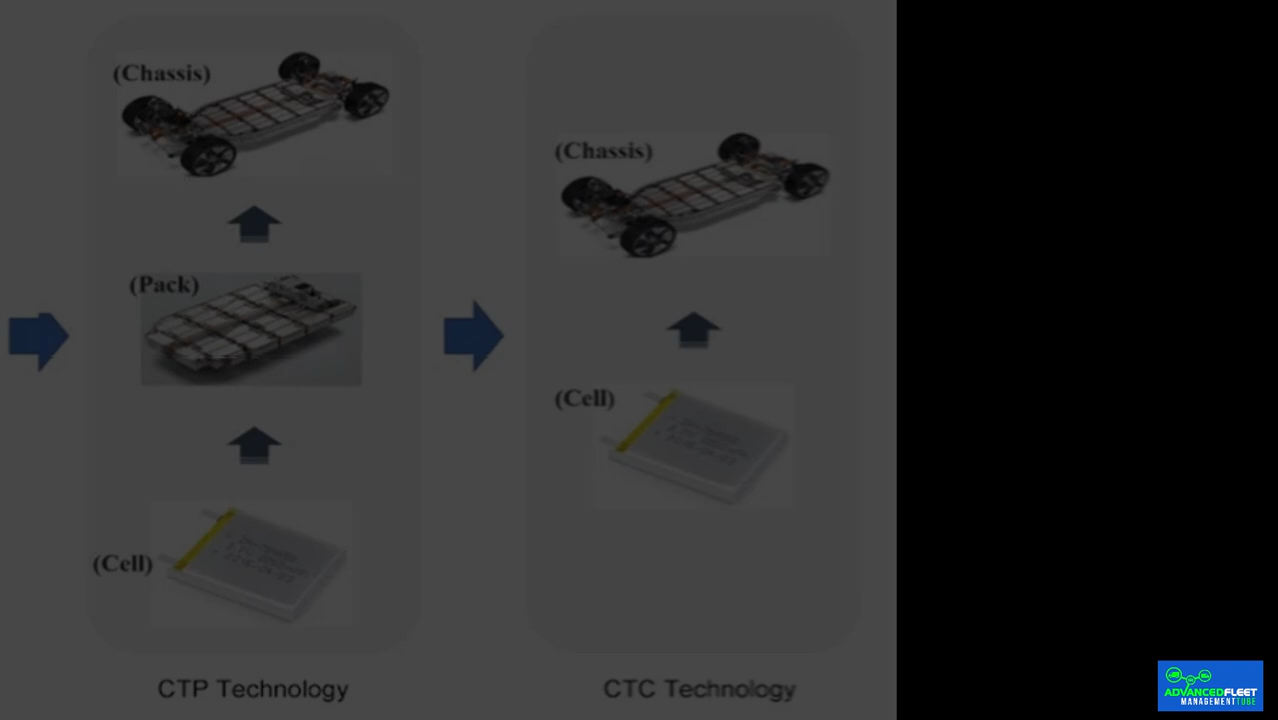 (Chassis)
(Pack)
(Cell)
CTP Technology
(Chassis)
(Cell)
CTC Technology
ADVANCEDFLEET
MANAGEMENTTUBE